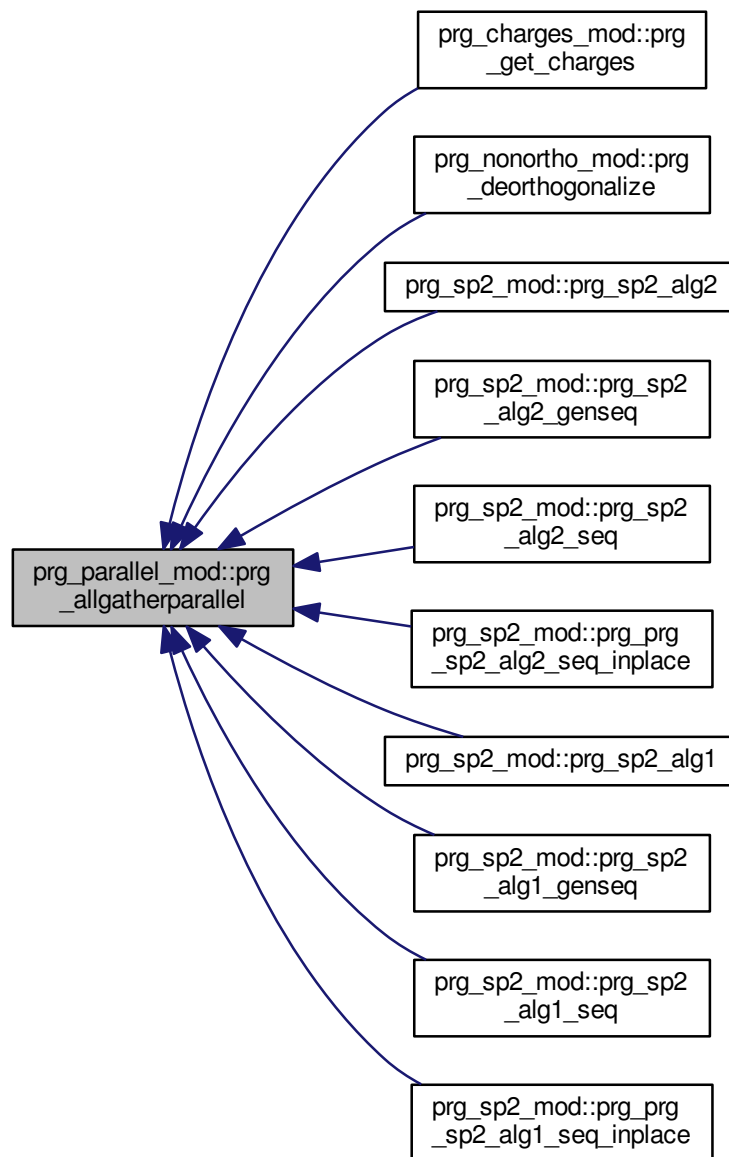 prg_charges_mod::prg
_get_charges
prg_nonortho_mod::prg
_deorthogonalize
prg_sp2_mod::prg_sp2_alg2
prg_sp2_mod::prg_sp2
_alg2_genseq
prg_sp2_mod::prg_sp2
_alg2_seq
prg_parallel_mod::prg
_allgatherparallel
prg_sp2_mod::prg_prg
_sp2_alg2_seq_inplace
prg_sp2_mod::prg_sp2_alg1
prg_sp2_mod::prg_sp2
_alg1_genseq
prg_sp2_mod::prg_sp2
_alg1_seq
prg_sp2_mod::prg_prg
_sp2_alg1_seq_inplace